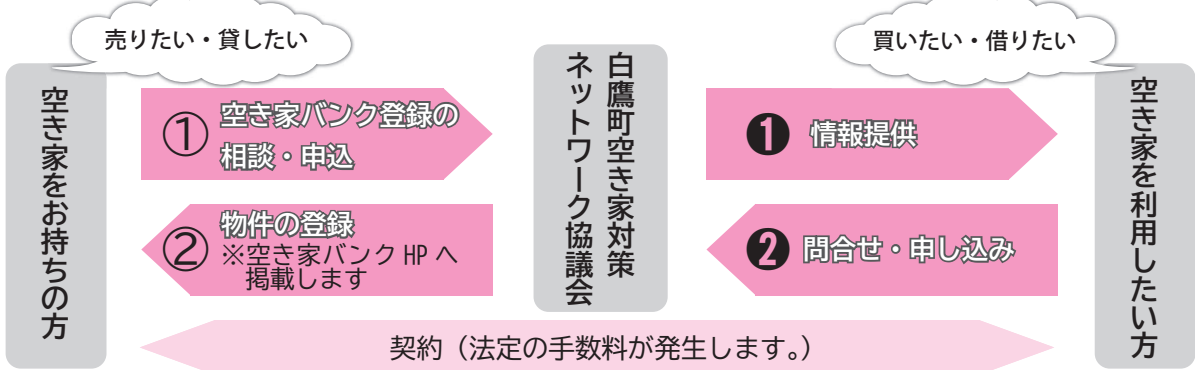 売りたい・貸したい
買いたい・借りたい
空き家をお持ちの方
①
空き家バンク登録の
相談・申込
②
物件の登録
※空き家バンク HP へ
掲載します
白鷹町空き家対策
ネットワーク協議会
❶ 情報提供
❷ 問合せ・申し込み
空き家を利用したい方
契約（法定の手数料が発生します。）